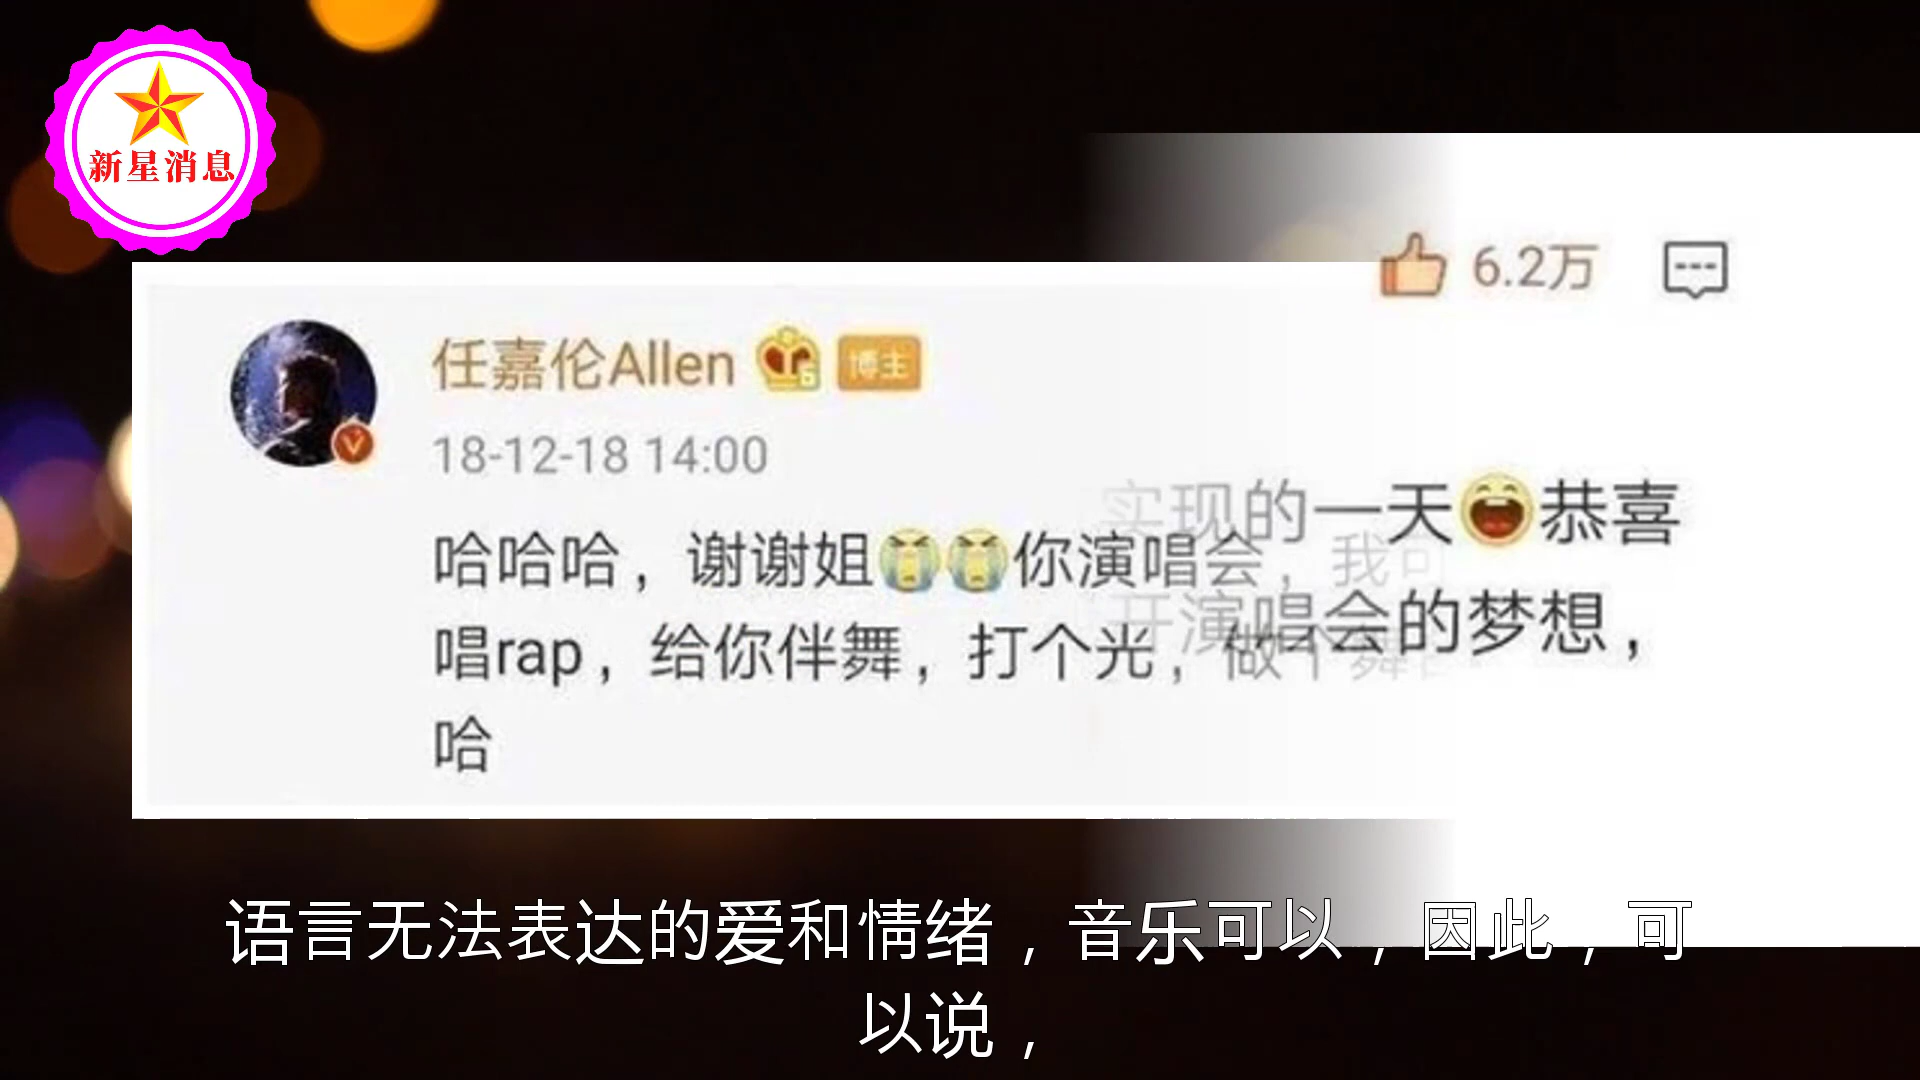 新星消息
6.2万
任嘉伦Allen 博主
18-12-18 14:00
实现的一天😄恭喜
哈哈哈，谢谢姐😭😭你演唱会，我可
开演唱会的梦想，
唱rap，给你伴舞，打个光，做个舞
哈
语言无法表达的爱和情绪，音乐可以，因此，可
以说，